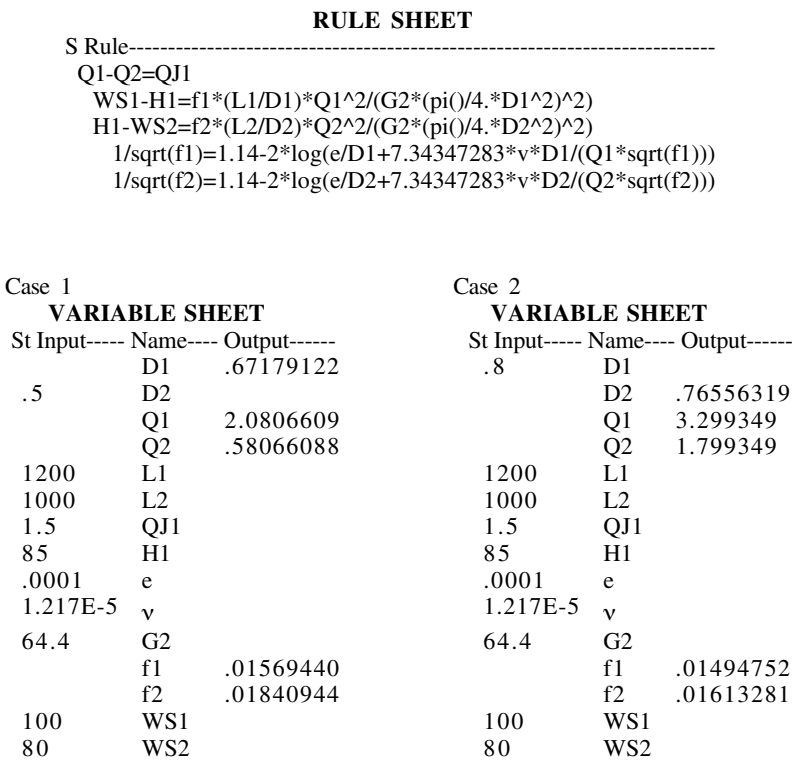 RULE SHEET
S Rule---------------------------------------------------------------------------
Q1-Q2=QJ1
WS1-H1=f1*(L1/D1)*Q1^2/(G2*(pi()/4.*D1^2)^2)
H1-WS2=f2*(L2/D2)*Q2^2/(G2*(pi()/4.*D2^2)^2)
1/sqrt(f1)=1.14-2*log(e/D1+7.34347283*v*D1/(Q1*sqrt(f1)))
1/sqrt(f2)=1.14-2*log(e/D2+7.34347283*v*D2/(Q2*sqrt(f2)))
Case 1
VARIABLE SHEET
St Input----- Name---- Output------
D1 .67179122
.5 D2
Q1 2.0806609
Q2 .58066088
1200 L1
1000 L2
1.5 QJ1
85 H1
.0001 e
1.217E-5 ν
64.4 G2
f1 .01569440
f2 .01840944
100 WS1
80 WS2
Case 2
VARIABLE SHEET
St Input----- Name---- Output------
.8 D1
D2 .76556319
Q1 3.299349
Q2 1.799349
1200 L1
1000 L2
1.5 QJ1
85 H1
.0001 e
1.217E-5 ν
64.4 G2
f1 .01494752
f2 .01613281
100 WS1
80 WS2